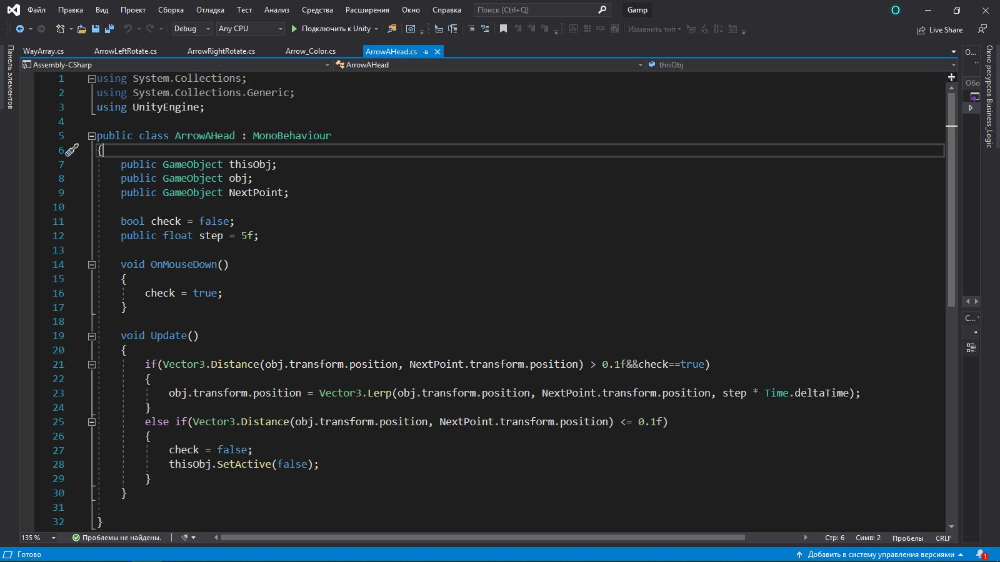 Файл Правка Вид Проект Сборка Отладка Тест Анализ Средства Расширения Окно Справка Поиск (Ctrl+Q) Gamp O
Debug Any CPU Подключить к Unity SQL Изменить тип SQL Live Share
WayArray.cs ArrowLeftRotate.cs ArrowRightRotate.cs Arrow_Color.cs ArrowAHead.cs
Assembly-CSharp ArrowAHead thisObj
Панель элементов
1 using System.Collections;
2 using System.Collections.Generic;
3 using UnityEngine;
4
5 public class ArrowAHead : MonoBehaviour
6 {
7 public GameObject thisObj;
8 public GameObject obj;
9 public GameObject NextPoint;
10
11 bool check = false;
12 public float step = 5f;
13
14 void OnMouseDown()
15 {
16 check = true;
17 }
18
19 void Update()
20 {
21 if(Vector3.Distance(obj.transform.position, NextPoint.transform.position) > 0.1f&&check==true)
22 {
23 obj.transform.position = Vector3.Lerp(obj.transform.position, NextPoint.transform.position, step * Time.deltaTime);
24 }
25 else if(Vector3.Distance(obj.transform.position, NextPoint.transform.position) <= 0.1f)
26 {
27 check = false;
28 thisObj.SetActive(false);
29 }
30 }
31
32 }
О...
Обо
С...
Окно ресурсов Business_Logic
135 % Проблемы не найдены. Стр: 6 Симв: 2 Пробелы CRLF
Готово Добавить в систему управления версиями 1